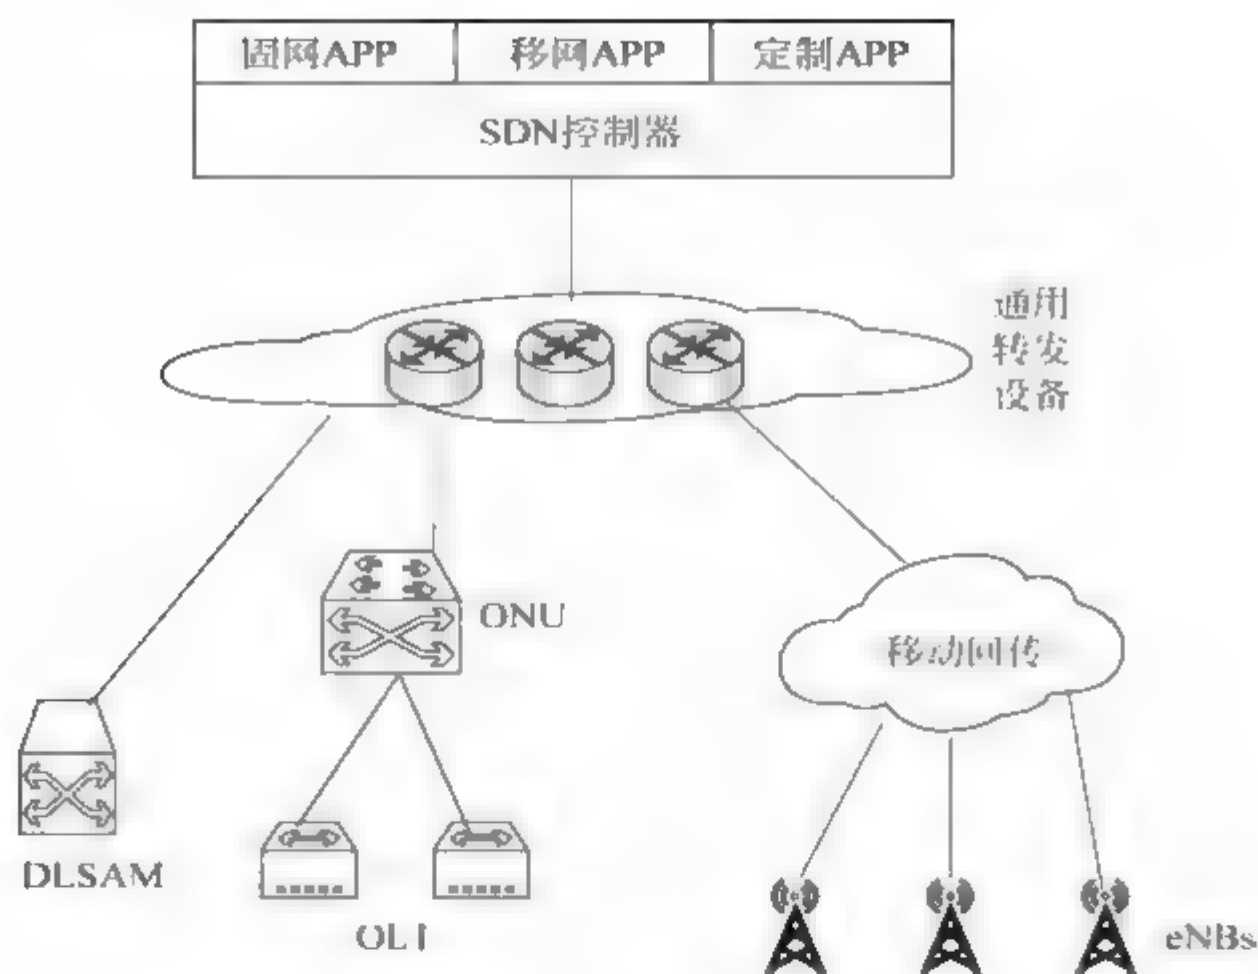 固网APP 移网APP 定制APP
SDN控制器
通用
转发
设备
ONU
移动回传
DLSAM
OLT
eNBs